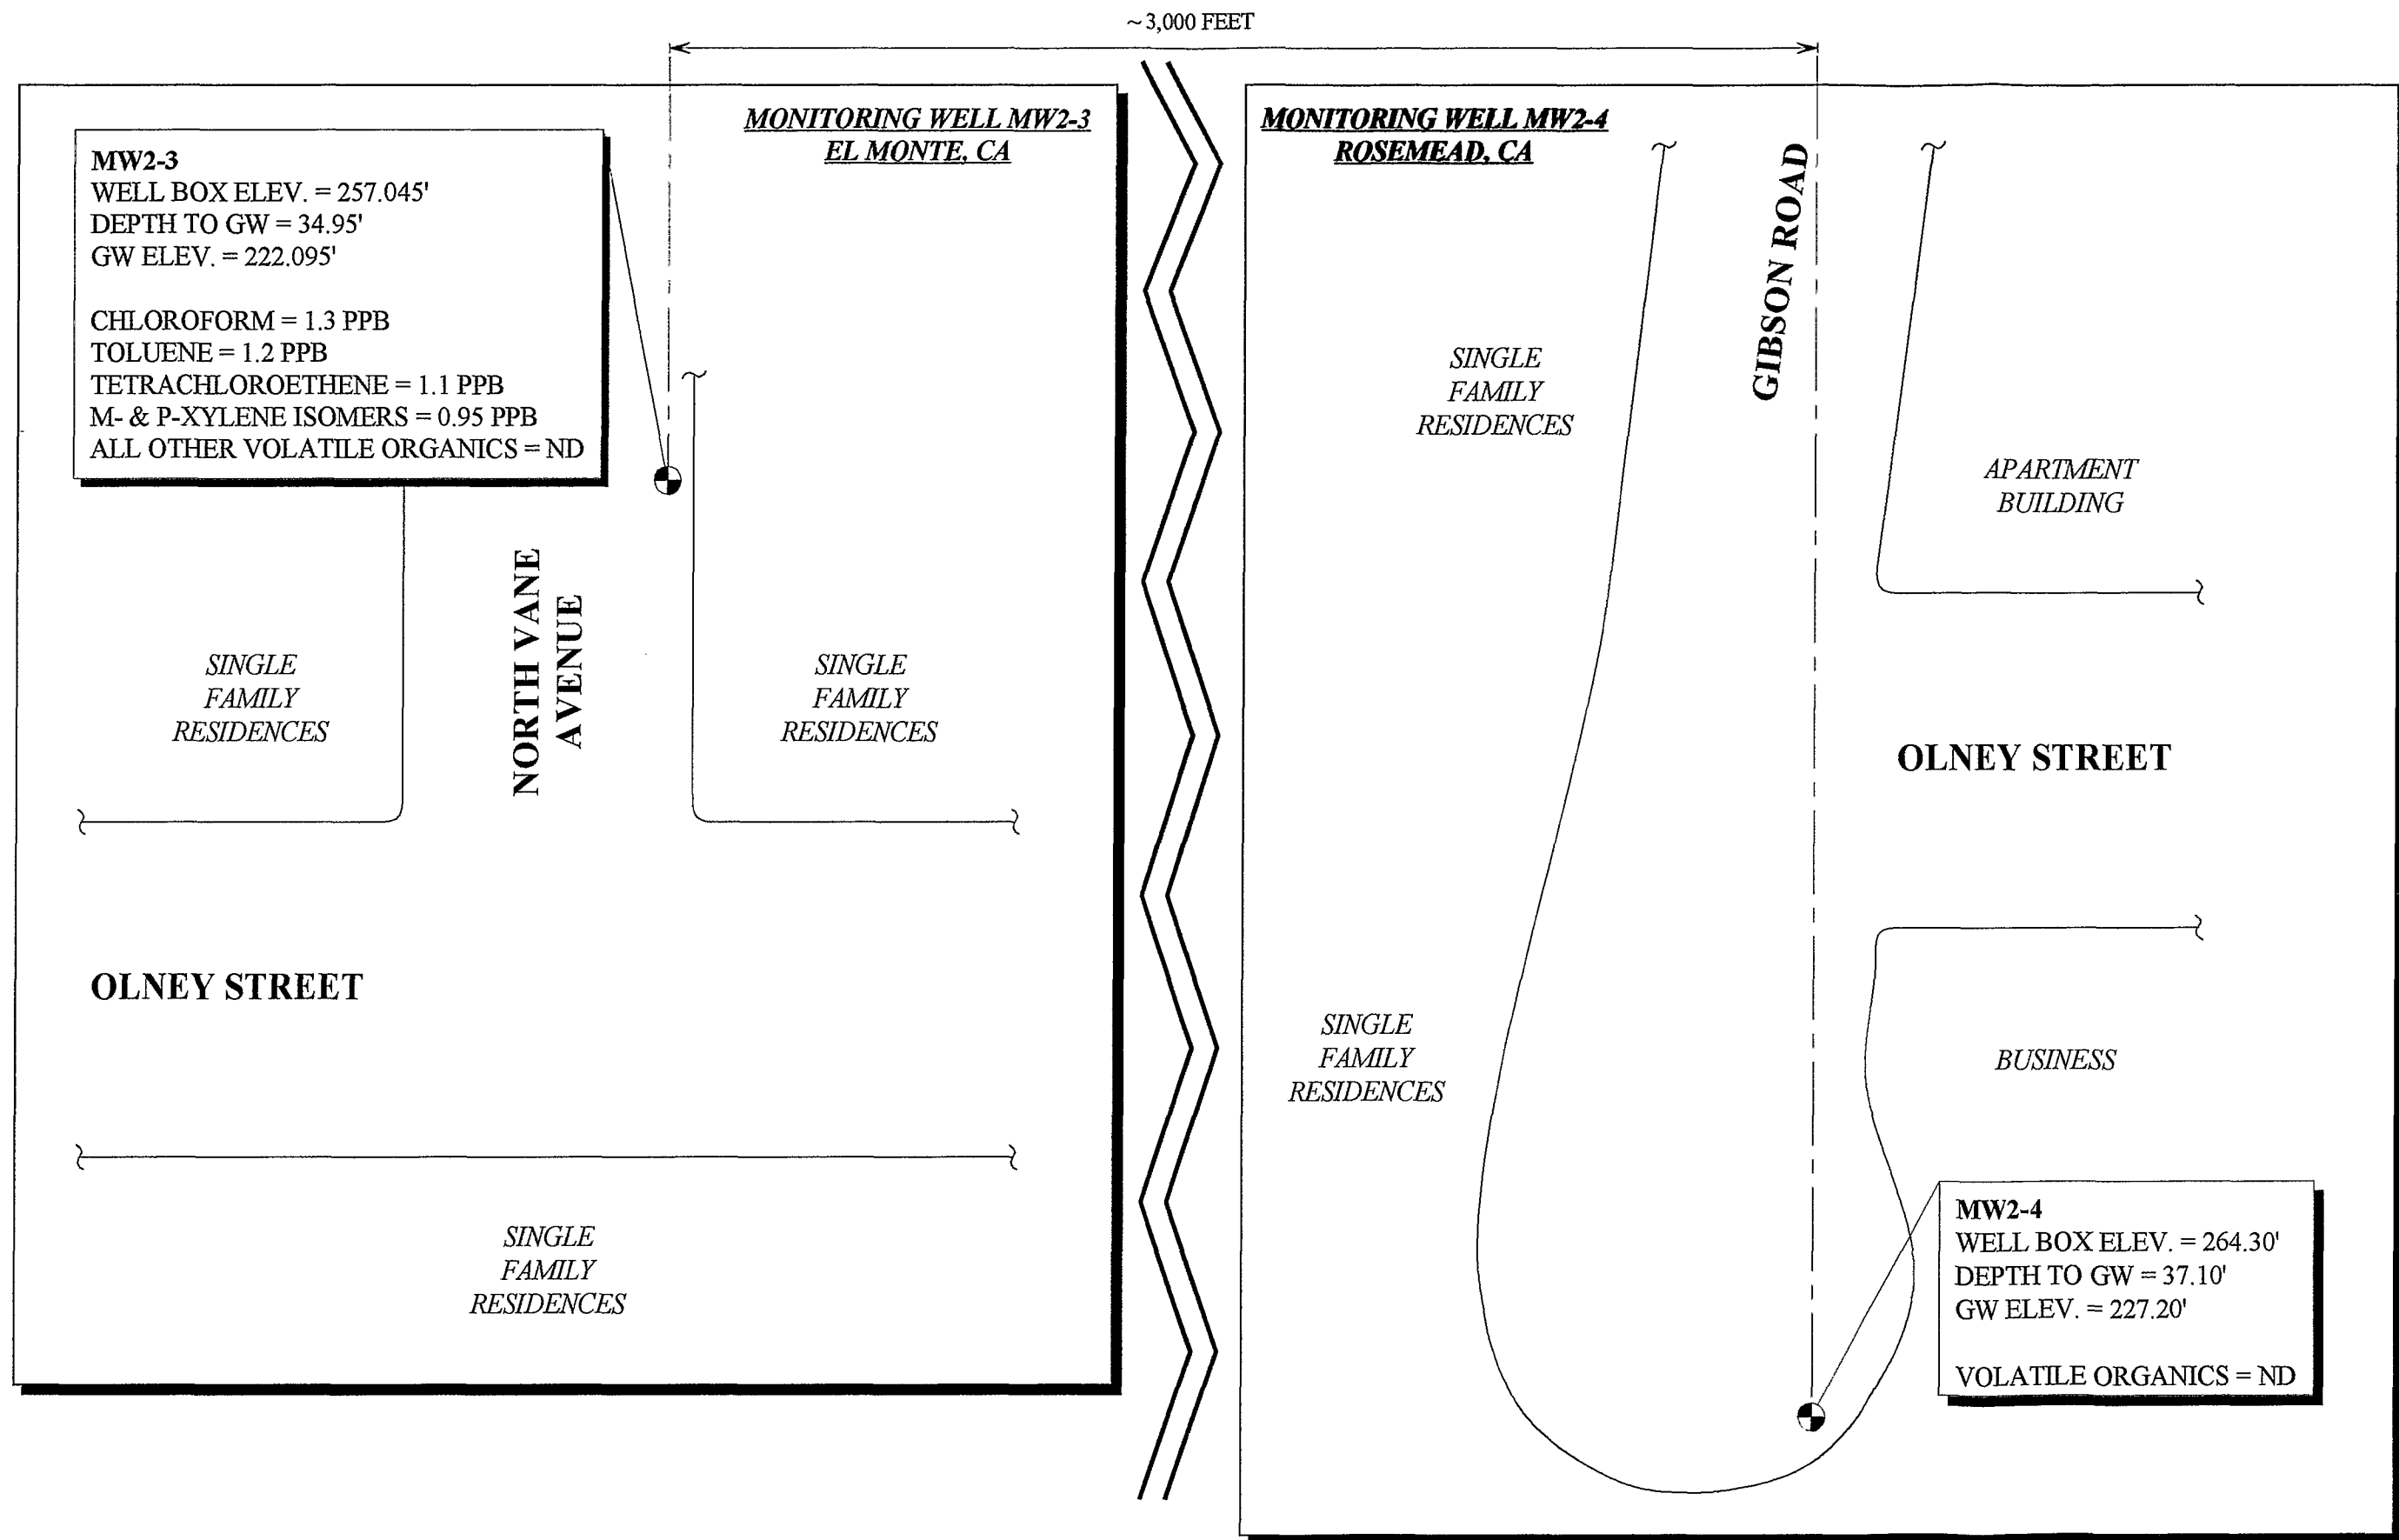 ~3,000 FEET
MONITORING WELL MW2-3
EL MONTE, CA
MW2-3
WELL BOX ELEV. = 257.045'
DEPTH TO GW = 34.95'
GW ELEV. = 222.095'
CHLOROFORM = 1.3 PPB
TOLUENE = 1.2 PPB
TETRACHLOROETHENE = 1.1 PPB
M- & P-XYLENE ISOMERS = 0.95 PPB
ALL OTHER VOLATILE ORGANICS = ND
NORTH VANE
AVENUE
SINGLE
FAMILY
RESIDENCES
SINGLE
FAMILY
RESIDENCES
OLNEY STREET
SINGLE
FAMILY
RESIDENCES
MONITORING WELL MW2-4
ROSEMEAD, CA
GIBSON ROAD
SINGLE
FAMILY
RESIDENCES
APARTMENT
BUILDING
OLNEY STREET
SINGLE
FAMILY
RESIDENCES
BUSINESS
MW2-4
WELL BOX ELEV. = 264.30'
DEPTH TO GW = 37.10'
GW ELEV. = 227.20'
VOLATILE ORGANICS = ND